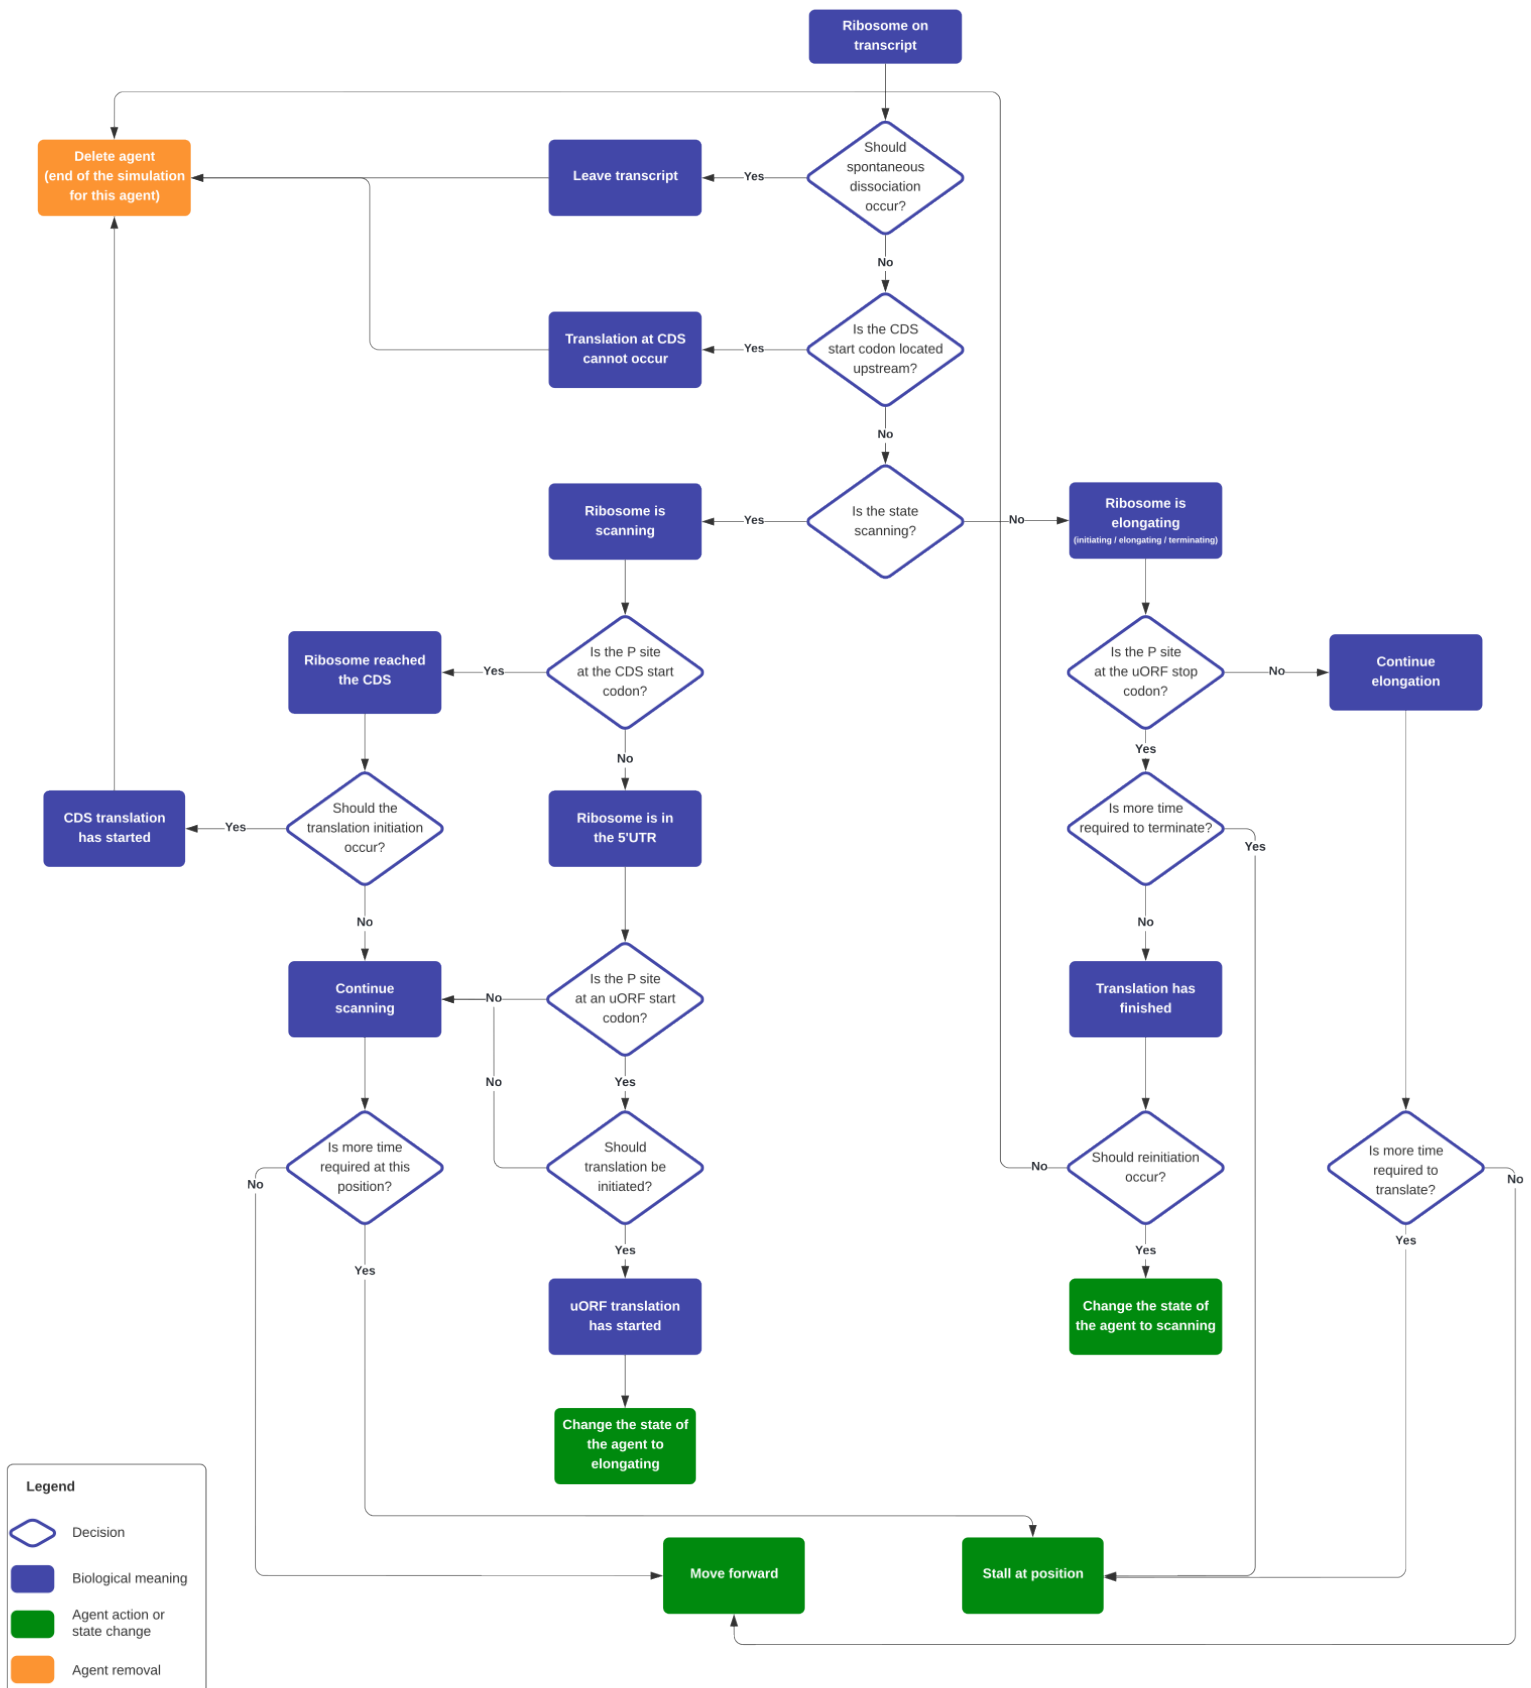 Ribosome on
transcript
Should
spontaneous
dissociation
occur?
Yes
Leave transcript
Delete agent
(end of the simulation
for this agent)
No
Is the CDS
start codon located
upstream?
Yes
Translation at CDS
cannot occur
No
Is the state
scanning?
Yes
Ribosome is
scanning
No
Ribosome is
elongating
(initiating / elongating / terminating)
Is the P site
at the CDS start
codon?
Yes
Ribosome reached
the CDS
No
Is the P site
at the uORF stop
codon?
No
Continue
elongation
Yes
Should the
translation initiation
occur?
Yes
CDS translation
has started
No
Ribosome is in
the 5'UTR
Is more time
required to terminate?
Yes
No
Continue
scanning
No
Is the P site
at an uORF start
codon?
Translation has
finished
No
Yes
Is more time
required at this
position?
No
Yes
Should
translation be
initiated?
Yes
Should reinitiation
occur?
No
Yes
Is more time
required to
translate?
No
Yes
uORF translation
has started
Change the state of
the agent to scanning
Change the state of
the agent to
elongating
Move forward
Stall at position
Legend
Decision
Biological meaning
Agent action or
state change
Agent removal